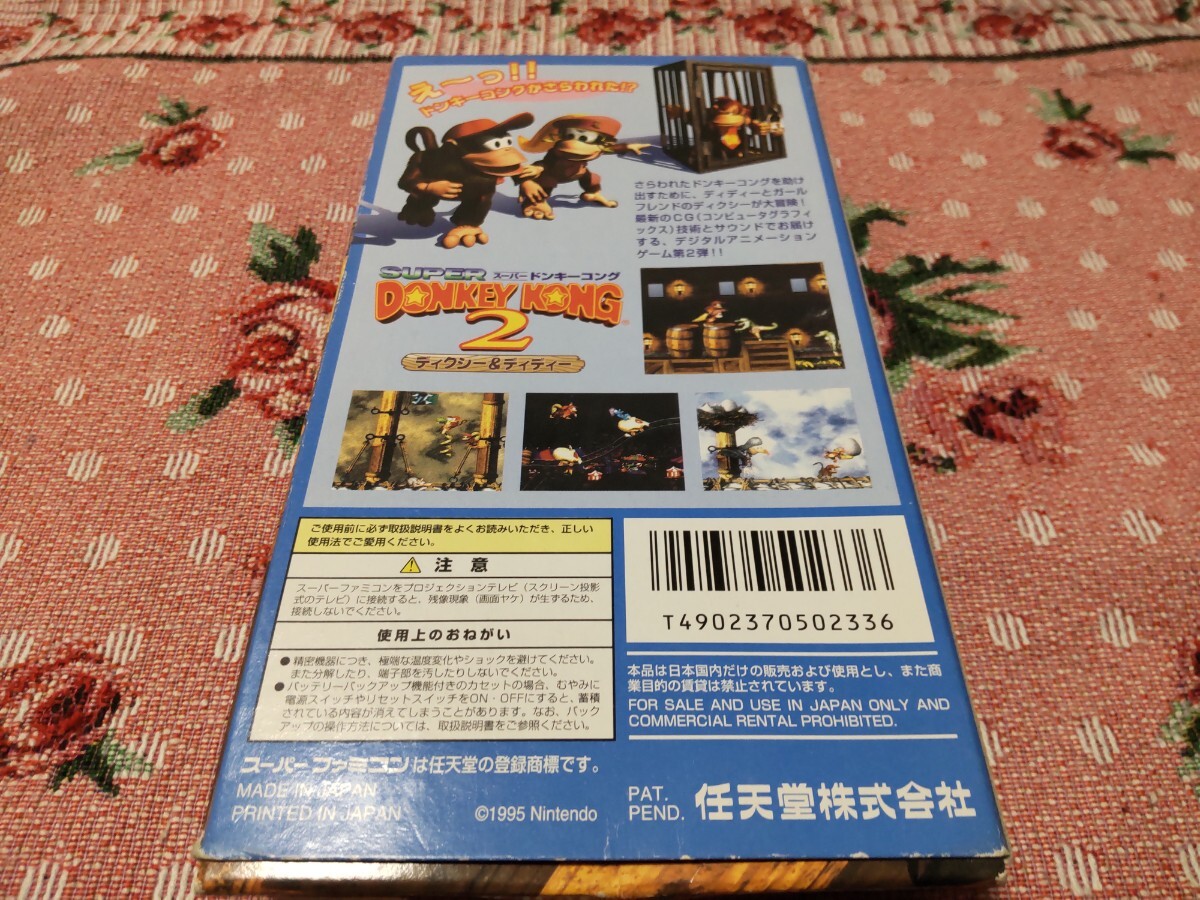 え〜っ!!
ドンキーコングがさらわれた!?
さらわれたドンキーコングを助け
出すために、ディディーとガール
フレンドのディクシーが大冒険!
最新のCG(コンピュータグラフィ
ックス)技術とサウンドでお届け
する、デジタルアニメーション
ゲーム第2弾!!
SUPER スーパードンキーコング
DONKEY KONG
2
ディクシー&ディディー
ご使用前に必ず取扱説明書をよくお読みいただき、正しい
使用法でご愛用ください。
注意
スーパーファミコンをプロジェクションテレビ(スクリーン投影
式のテレビ)に接続すると、残像現象(画面ヤケ)が生ずるため、
接続しないでください。
使用上のおねがい
●精密機器につき、極端な温度変化やショックを避けてください。
また分解したり、端子部を汚したりしないでください。
●バッテリーバックアップ機能付きのカセットの場合、むやみに
電源スイッチやリセットスイッチをON・OFFにすると、蓄積
されている内容が消えてしまうことがあります。なお、バック
アップの操作方法については、取扱説明書をご参照ください。
T4902370502336
本品は日本国内だけの販売および使用とし、また商
業目的の賃貸は禁止されています。
FOR SALE AND USE IN JAPAN ONLY AND
COMMERCIAL RENTAL PROHIBITED.
スーパーファミコンは任天堂の登録商標です。
MADE IN JAPAN
PRINTED IN JAPAN
©1995 Nintendo
PAT.
PEND.
任天堂株式会社